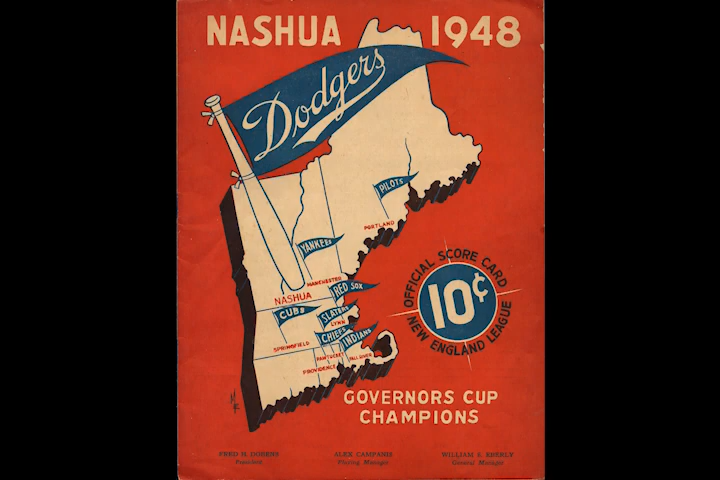 NASHUA 1948
Dodgers
PILOTS
PORTLAND
YANKEES
MANCHESTER
RED SOX
NASHUA
CUBS
SLATERS
LYNN
CHIEFS
INDIANS
SPRINGFIELD
PAWTUCKET
FALL RIVER
PROVIDENCE
OFFICIAL SCORE CARD
10¢
NEW ENGLAND LEAGUE
GOVERNORS CUP
CHAMPIONS
MR
FRED H. DOBENS ALEX CAMPANIS WILLIAM E. EBERLY
President Playing Manager General Manager